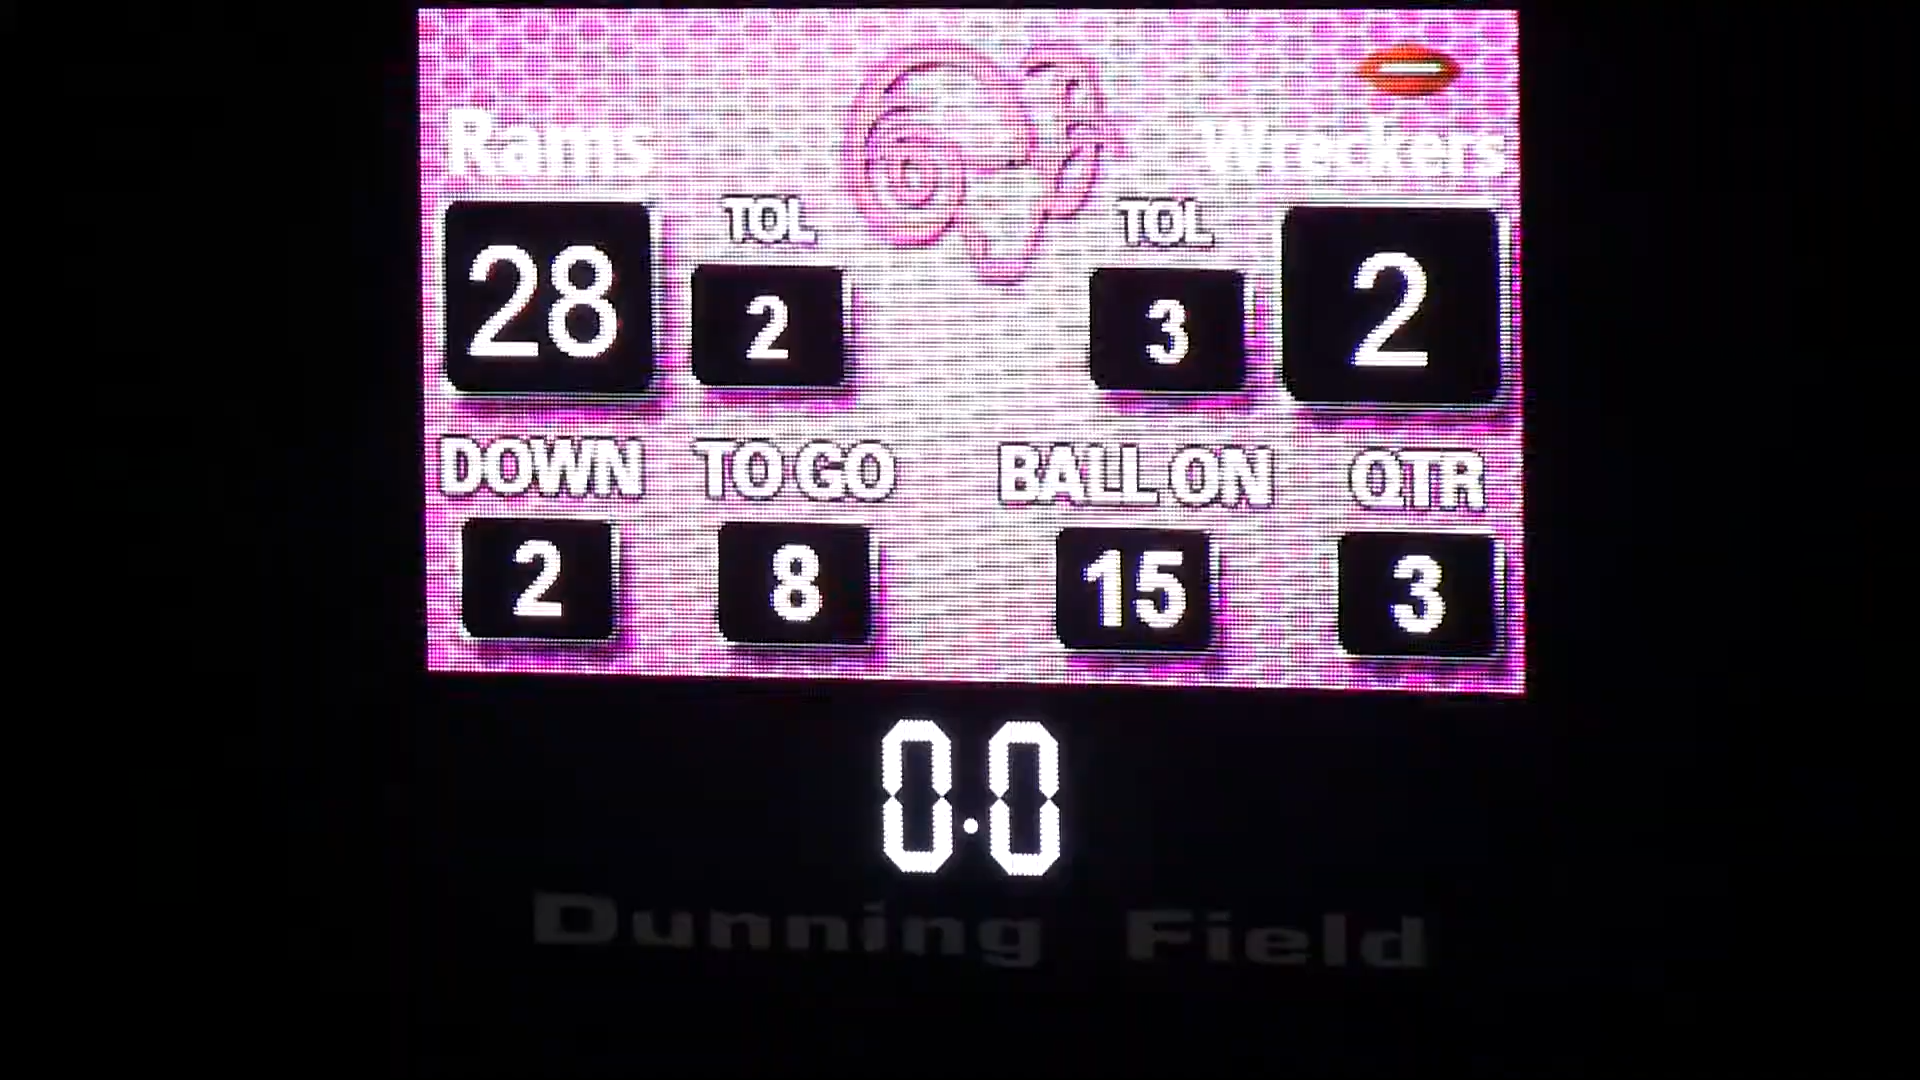 Rams Wreckers
TOL TOL
28 2 3 2
DOWN TO GO BALL ON QTR
2 8 15 3
0.0
Dunning Field